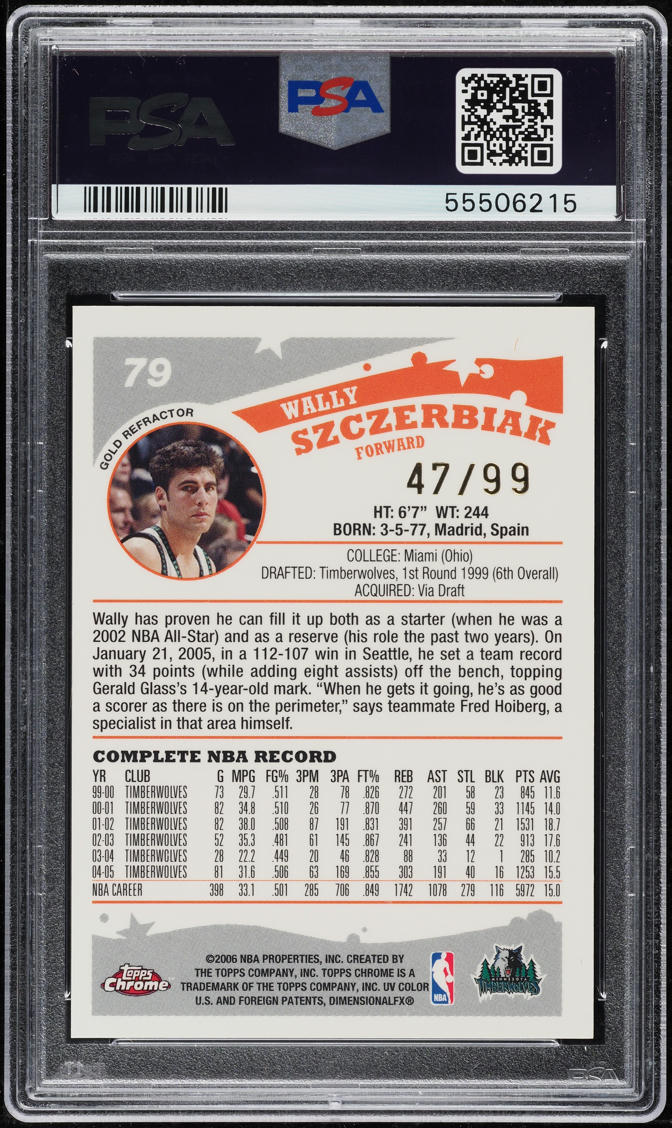 PSA
PSA
55506215
79
GOLD REFRACTOR
WALLY
SZCZERBIAK
FORWARD
47/99
HT: 6'7" WT: 244
BORN: 3-5-77, Madrid, Spain
COLLEGE: Miami (Ohio)
DRAFTED: Timberwolves, 1st Round 1999 (6th Overall)
ACQUIRED: Via Draft
Wally has proven he can fill it up both as a starter (when he was a
2002 NBA All-Star) and as a reserve (his role the past two years). On
January 21, 2005, in a 112-107 win in Seattle, he set a team record
with 34 points (while adding eight assists) off the bench, topping
Gerald Glass's 14-year-old mark. "When he gets it going, he's as good
a scorer as there is on the perimeter," says teammate Fred Hoiberg, a
specialist in that area himself.
COMPLETE NBA RECORD
YR CLUB G MPG FG% 3PM 3PA FT% REB AST STL BLK PTS AVG
99-00 TIMBERWOLVES 73 29.7 .511 28 78 .826 272 201 58 23 845 11.6
00-01 TIMBERWOLVES 82 34.8 .510 26 77 .870 447 260 59 33 1145 14.0
01-02 TIMBERWOLVES 82 38.0 .508 87 191 .831 391 257 66 21 1531 18.7
02-03 TIMBERWOLVES 52 35.3 .481 61 145 .867 241 136 44 22 913 17.6
03-04 TIMBERWOLVES 28 22.2 .449 20 46 .828 88 33 12 1 285 10.2
04-05 TIMBERWOLVES 81 31.6 .506 63 169 .855 303 191 40 16 1253 15.5
NBA CAREER 398 33.1 .501 285 706 .849 1742 1078 279 116 5972 15.0
Topps
Chrome
©2006 NBA PROPERTIES, INC. CREATED BY
THE TOPPS COMPANY, INC. TOPPS CHROME IS A
TRADEMARK OF THE TOPPS COMPANY, INC. UV COLOR
U.S. AND FOREIGN PATENTS, DIMENSIONALFX®
NBA
MINNESOTA
TIMBERWOLVES
PSA